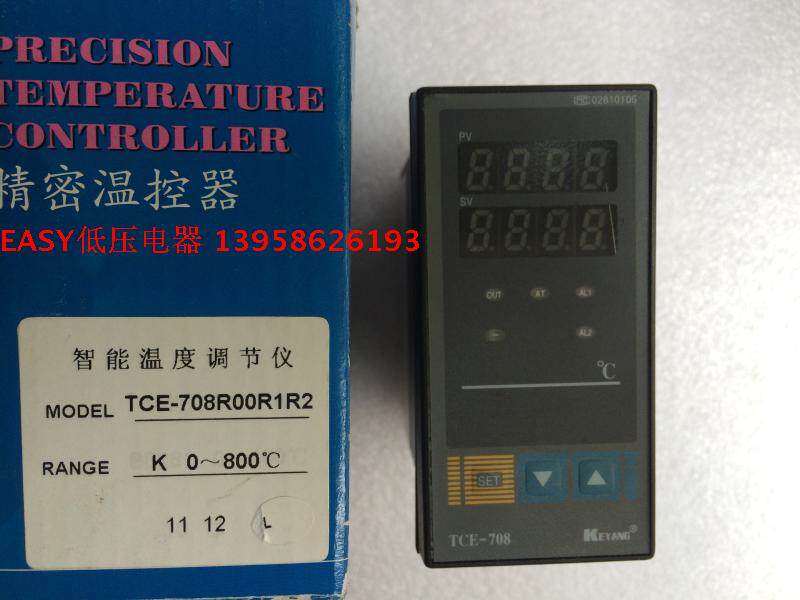 PRECISION
TEMPERATURE
CONTROLLER
精密温控器
EASY低压电器 13958626193
智能温度调节仪
MODEL TCE-708R00R1R2
RANGE K 0～800℃
11 12 L
MC 02810105
PV
SV
OUT AT AL1
AL2
℃
SET
TCE-708 KEYANG®